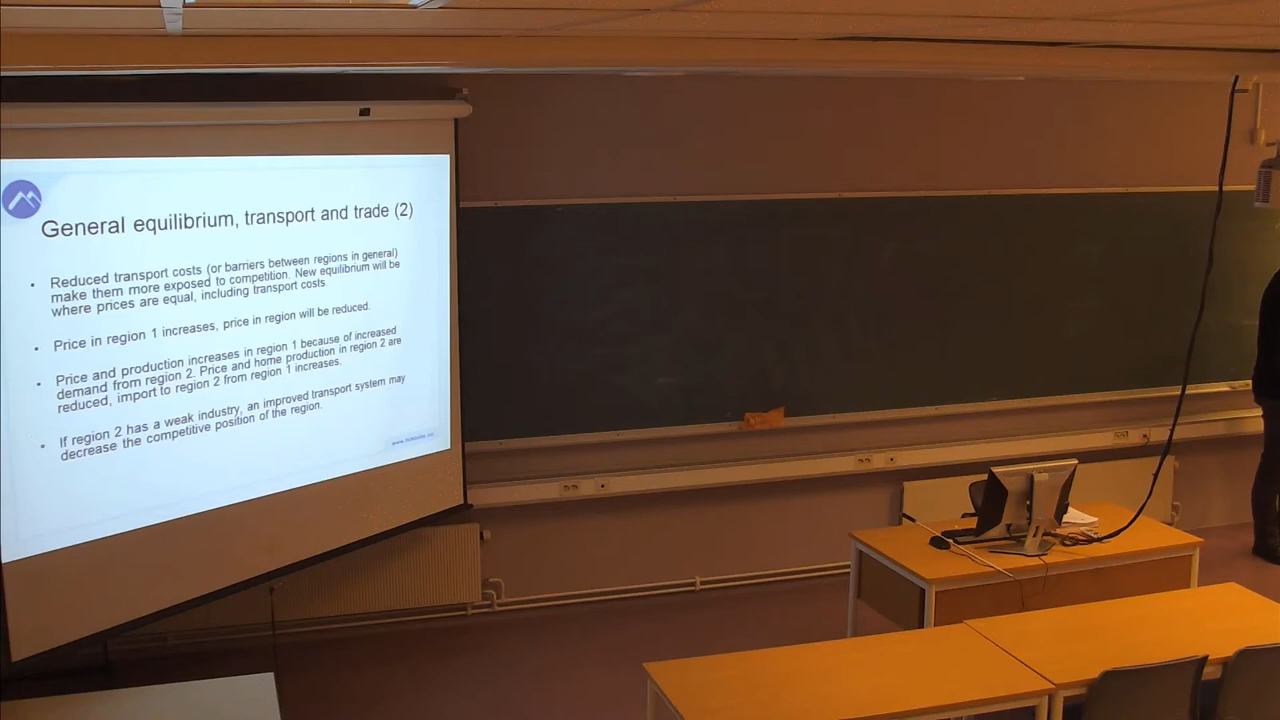 General equilibrium, transport and trade (2)
• Reduced transport costs (or barriers between regions in general)
make them more exposed to competition. New equilibrium will be
where prices are equal, including transport costs.
• Price in region 1 increases, price in region will be reduced.
• Price and production increases in region 1 because of increased
demand from region 2. Price and home production in region 2 are
reduced, import to region 2 from region 1 increases.
• If region 2 has a weak industry, an improved transport system may
decrease the competitive position of the region.